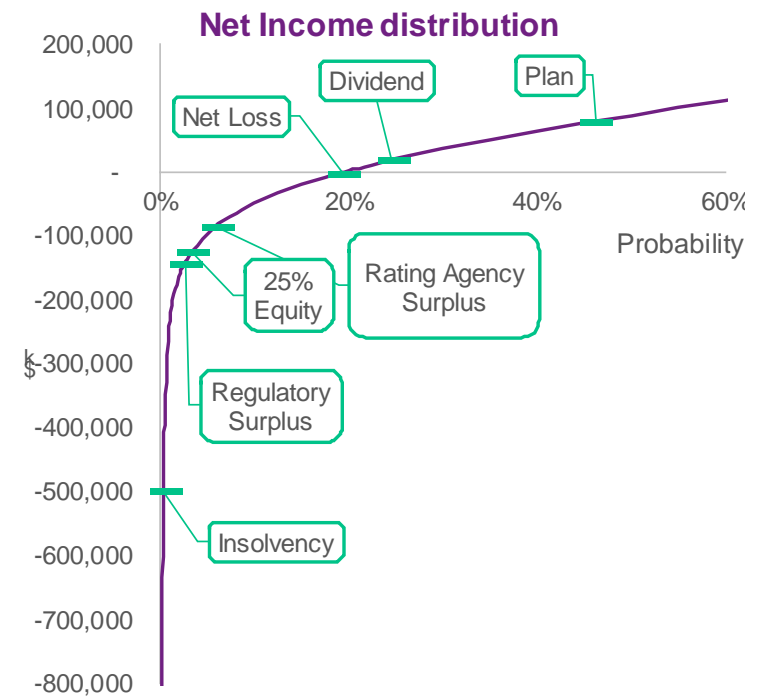 Net Income distribution
200,000
100,000
-
-100,000
-200,000
-300,000
-400,000
-500,000
-600,000
-700,000
-800,000
$k
0%
20%
40%
60%
Probability
Net Loss
Dividend
Plan
25%
Equity
Rating Agency
Surplus
Regulatory
Surplus
Insolvency